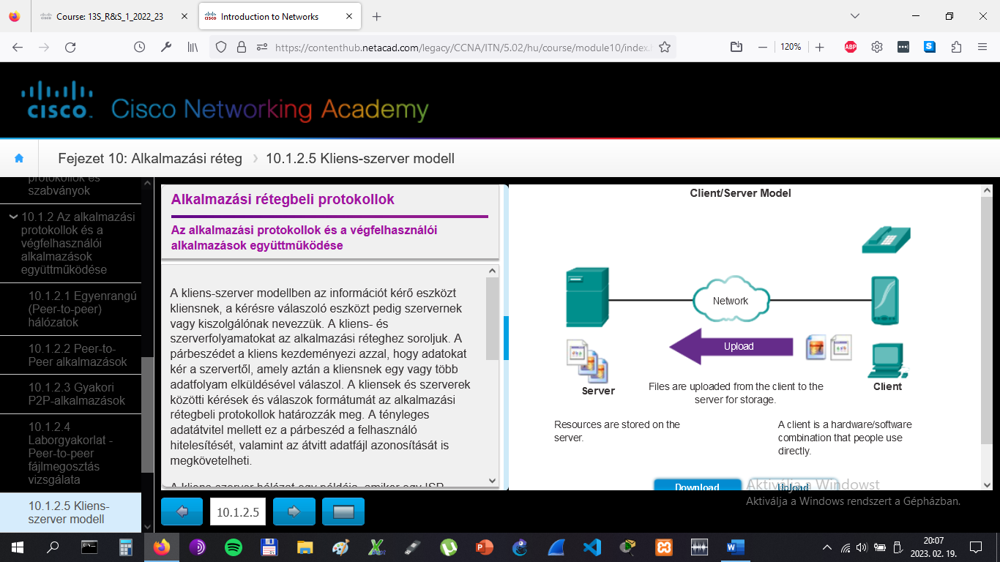 Course: 13S_R&S_1_2022_23
Introduction to Networks
https://contenthub.netacad.com/legacy/CCNA/ITN/5.02/hu/course/module10/index.h
120%
ABP
CISCO
Cisco Networking Academy
Fejezet 10: Alkalmazási réteg
10.1.2.5 Kliens-szerver modell
protokollok és
szabványok
10.1.2 Az alkalmazási
protokollok és a
végfelhasználói
alkalmazások
együttműködése
10.1.2.1 Egyenrangú
(Peer-to-peer)
hálózatok
10.1.2.2 Peer-to-
Peer alkalmazások
10.1.2.3 Gyakori
P2P-alkalmazások
10.1.2.4
Laborgyakorlat -
Peer-to-peer
fájlmegosztás
vizsgálata
10.1.2.5 Kliens-
szerver modell
Alkalmazási rétegbeli protokollok
Az alkalmazási protokollok és a végfelhasználói
alkalmazások együttműködése
A kliens-szerver modellben az információt kérő eszközt
kliensnek, a kérésre válaszoló eszközt pedig szervernek
vagy kiszolgálónak nevezzük. A kliens- és
szerverfolyamatokat az alkalmazási réteghez soroljuk. A
párbeszédet a kliens kezdeményezi azzal, hogy adatokat
kér a szervertől, amely aztán a kliensnek egy vagy több
adatfolyam elküldésével válaszol. A kliensek és szerverek
közötti kérések és válaszok formátumát az alkalmazási
rétegbeli protokollok határozzák meg. A tényleges
adatátvitel mellett ez a párbeszéd a felhasználó
hitelesítését, valamint az átvitt adatfájl azonosítását is
megkövetelheti.
A kliens-szerver hálózat egy példája, amikor egy ISP
10.1.2.5
Client/Server Model
Network
Upload
Server
Files are uploaded from the client to the
server for storage.
Client
Resources are stored on the
server.
A client is a hardware/software
combination that people use
directly.
Download
Upload
Aktiválja a Windowst
Aktiválja a Windows rendszert a Gépházban.
20:07
2023. 02. 19.